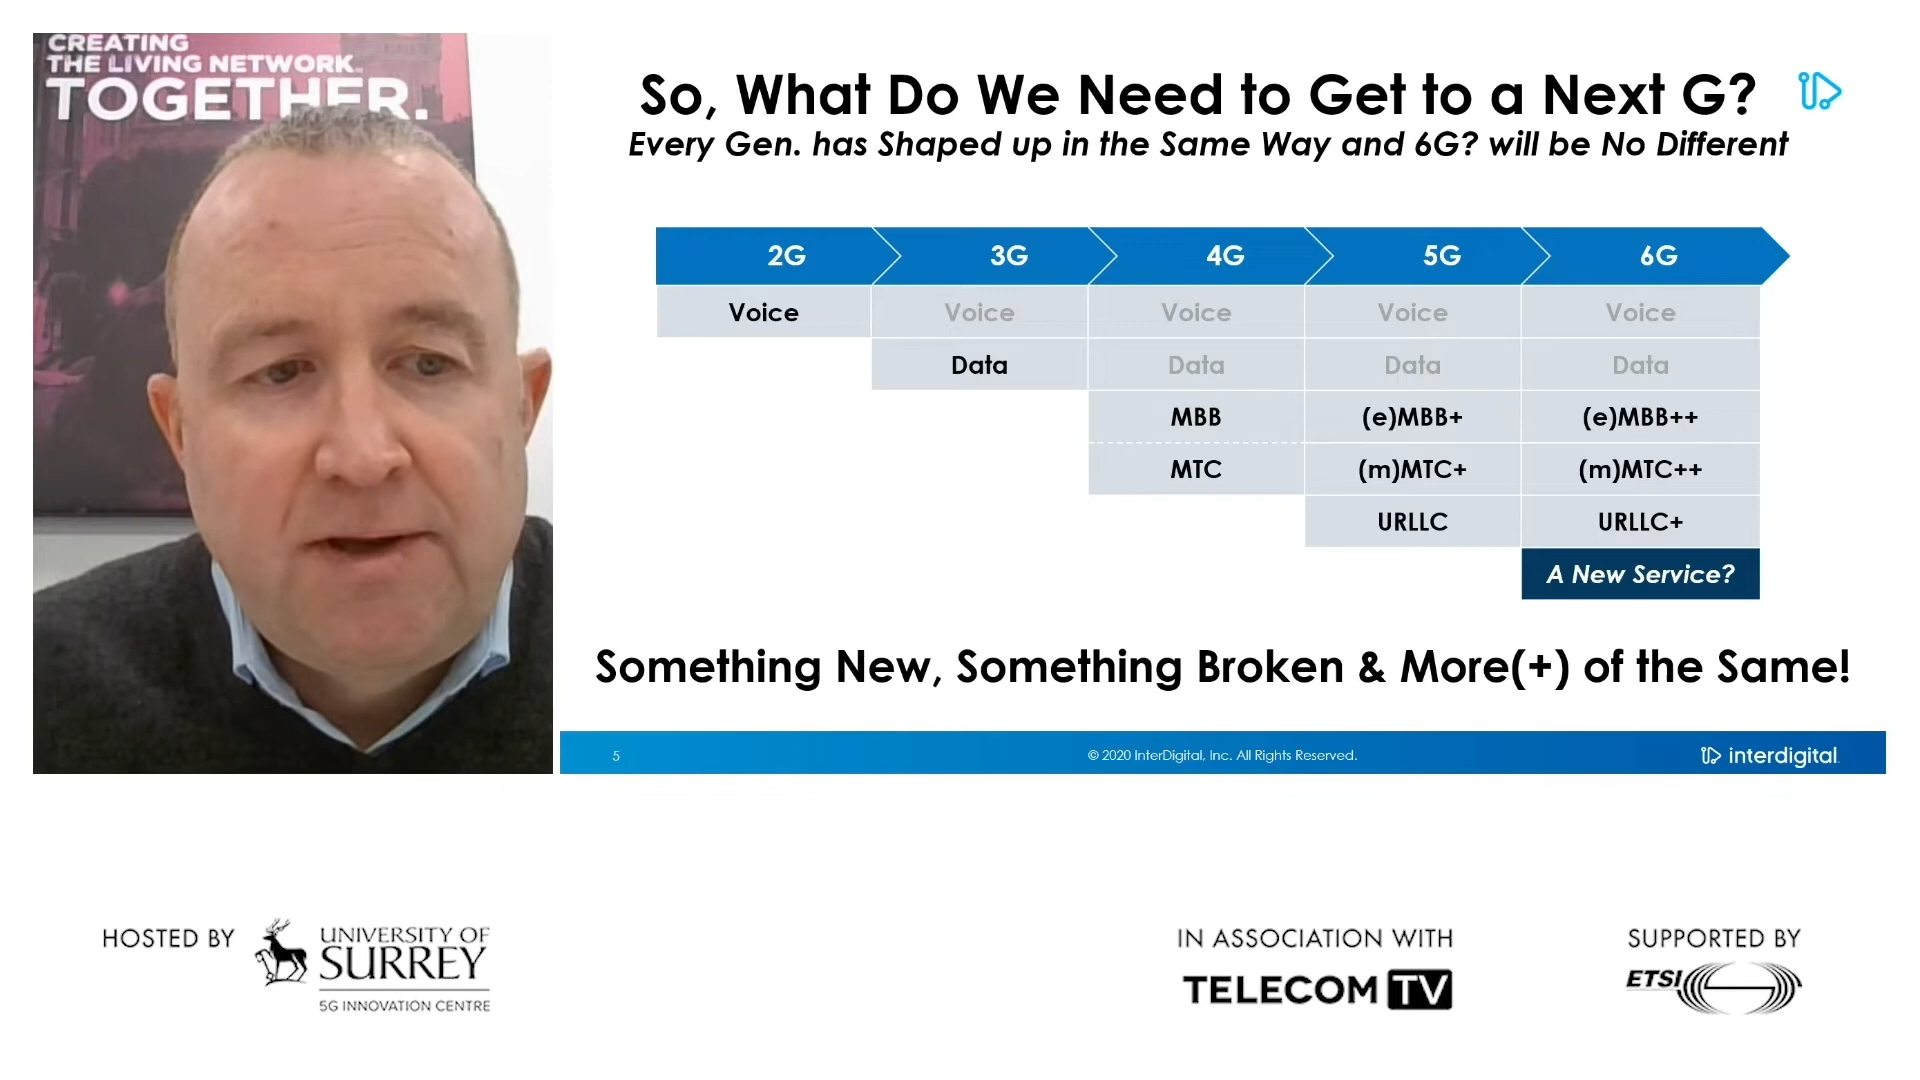 CREATING
THE LIVING NETWORK
TOGETHER.
So, What Do We Need to Get to a Next G?
Every Gen. has Shaped up in the Same Way and 6G? will be No Different
2G 3G 4G 5G 6G
Voice Voice Voice Voice Voice
Data Data Data Data
MBB (e)MBB+ (e)MBB++
MTC (m)MTC+ (m)MTC++
URLLC URLLC+
A New Service?
Something New, Something Broken & More(+) of the Same!
5 © 2020 InterDigital, Inc. All Rights Reserved. interdigital
HOSTED BY
UNIVERSITY OF
SURREY
5G INNOVATION CENTRE
IN ASSOCIATION WITH
TELECOM TV
SUPPORTED BY
ETSI